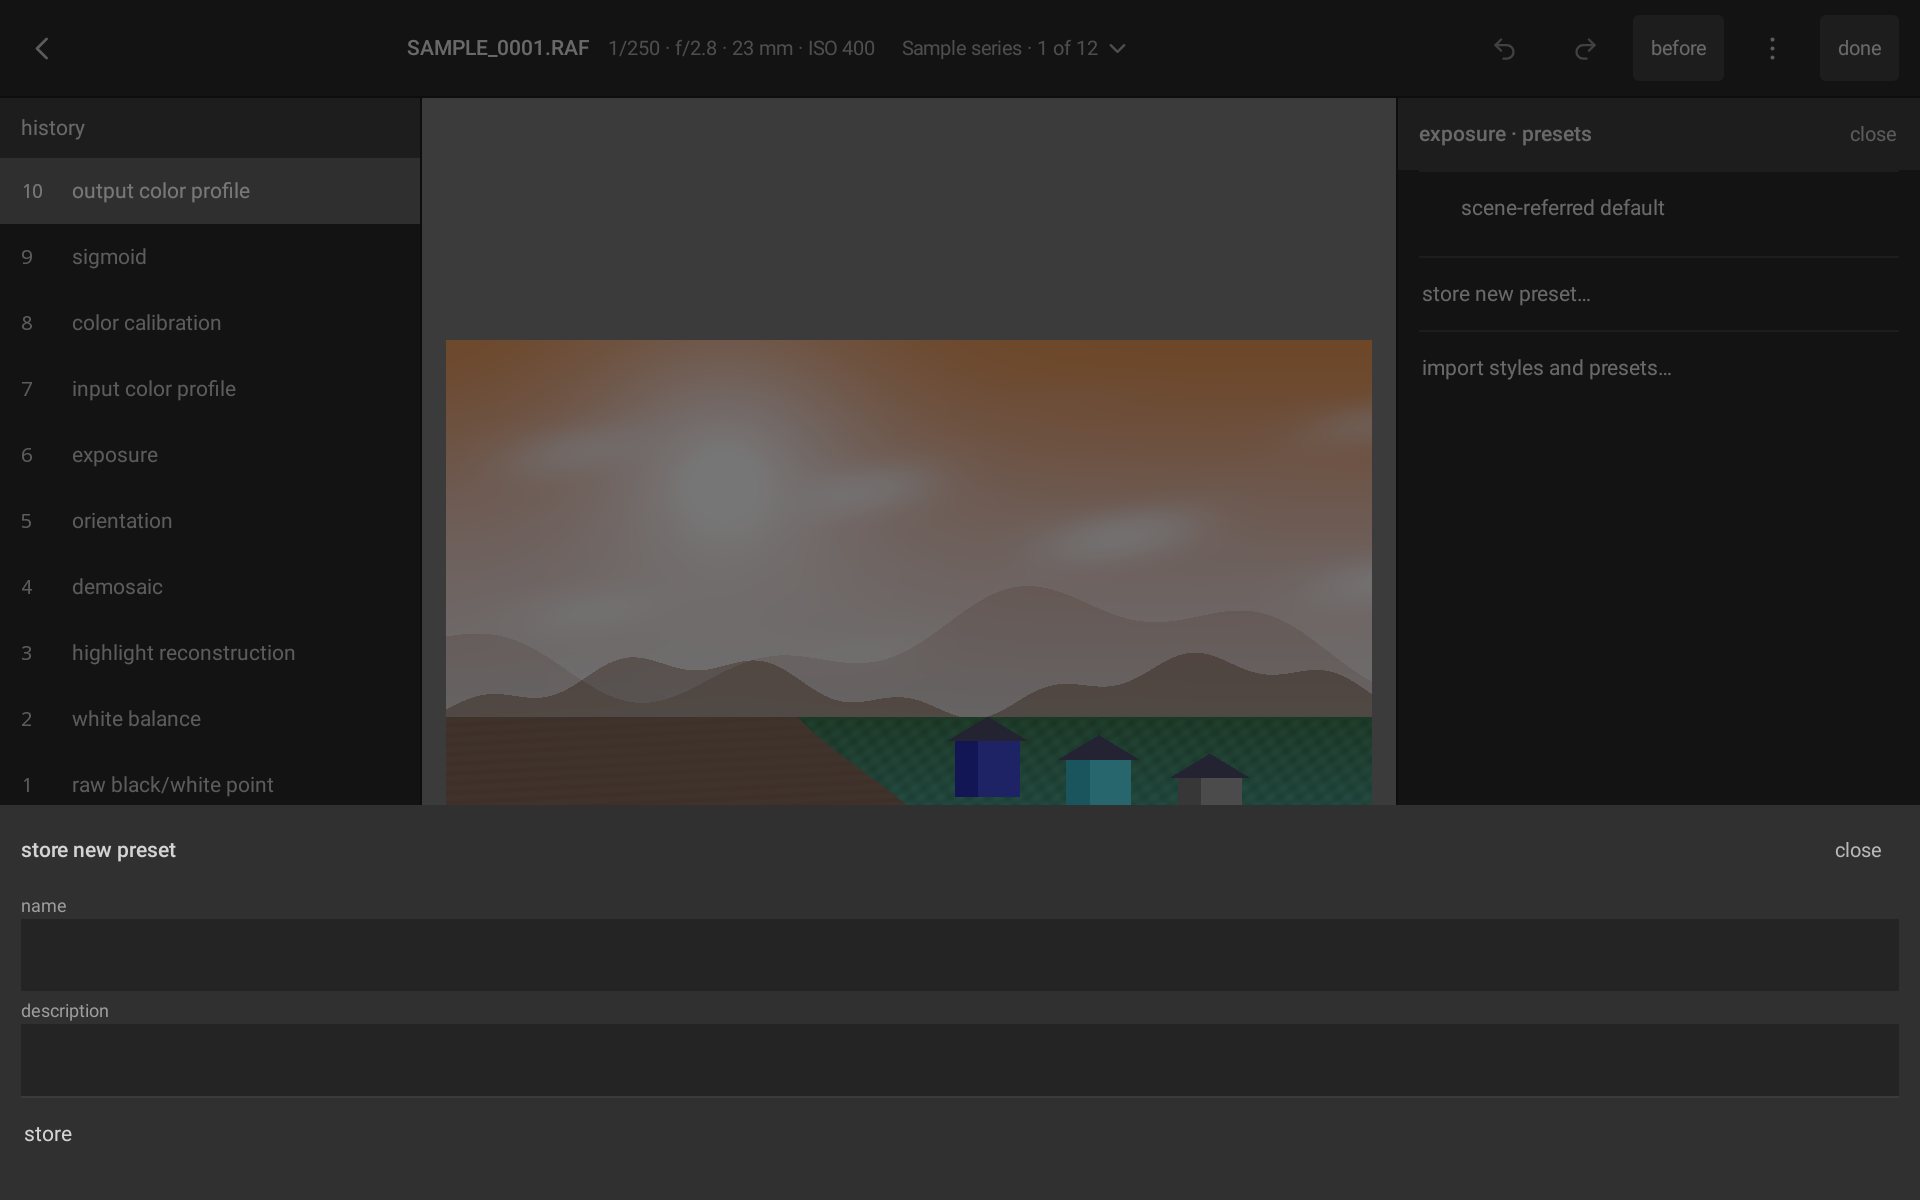 SAMPLE_0001.RAF 1/250 · f/2.8 · 23 mm · ISO 400 Sample series · 1 of 12
before
done
history
10 output color profile
9 sigmoid
8 color calibration
7 input color profile
6 exposure
5 orientation
4 demosaic
3 highlight reconstruction
2 white balance
1 raw black/white point
exposure · presets
close
scene-referred default
store new preset...
import styles and presets...
store new preset
close
name
description
store